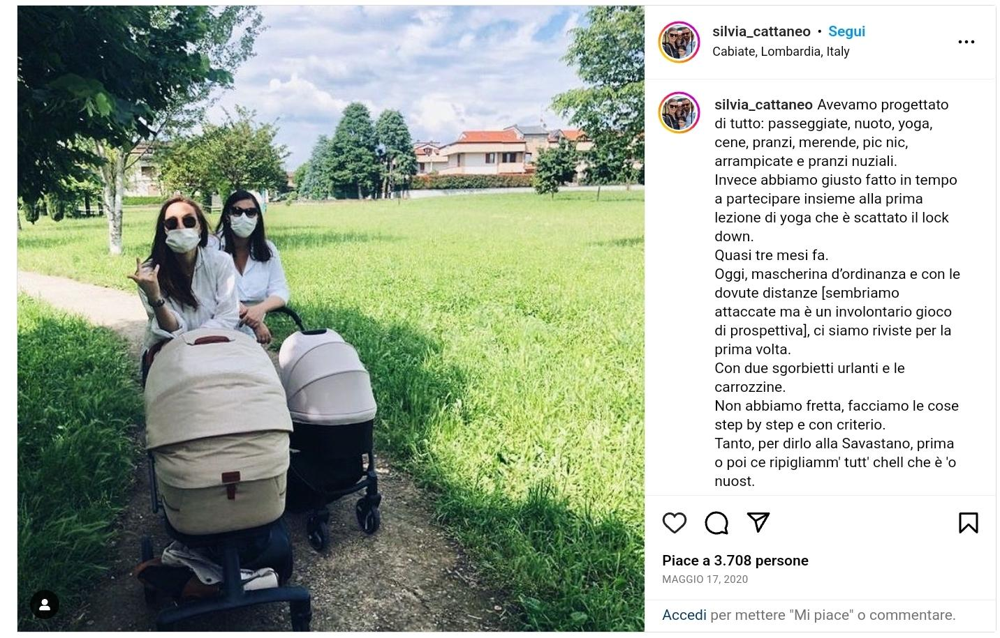 silvia_cattaneo • Segui
Cabiate, Lombardia, Italy
silvia_cattaneo Avevamo progettato
di tutto: passeggiate, nuoto, yoga,
cene, pranzi, merende, pic nic,
arrampicate e pranzi nuziali.
Invece abbiamo giusto fatto in tempo
a partecipare insieme alla prima
lezione di yoga che è scattato il lock
down.
Quasi tre mesi fa.
Oggi, mascherina d’ordinanza e con le
dovute distanze [sembriamo
attaccate ma è un involontario gioco
di prospettiva], ci siamo riviste per la
prima volta.
Con due sgorbietti urlanti e le
carrozzine.
Non abbiamo fretta, facciamo le cose
step by step e con criterio.
Tanto, per dirlo alla Savastano, prima
o poi ce ripigliamm' tutt' chell che è 'o
nuost.
Piace a 3.708 persone
MAGGIO 17, 2020
Accedi per mettere "Mi piace" o commentare.